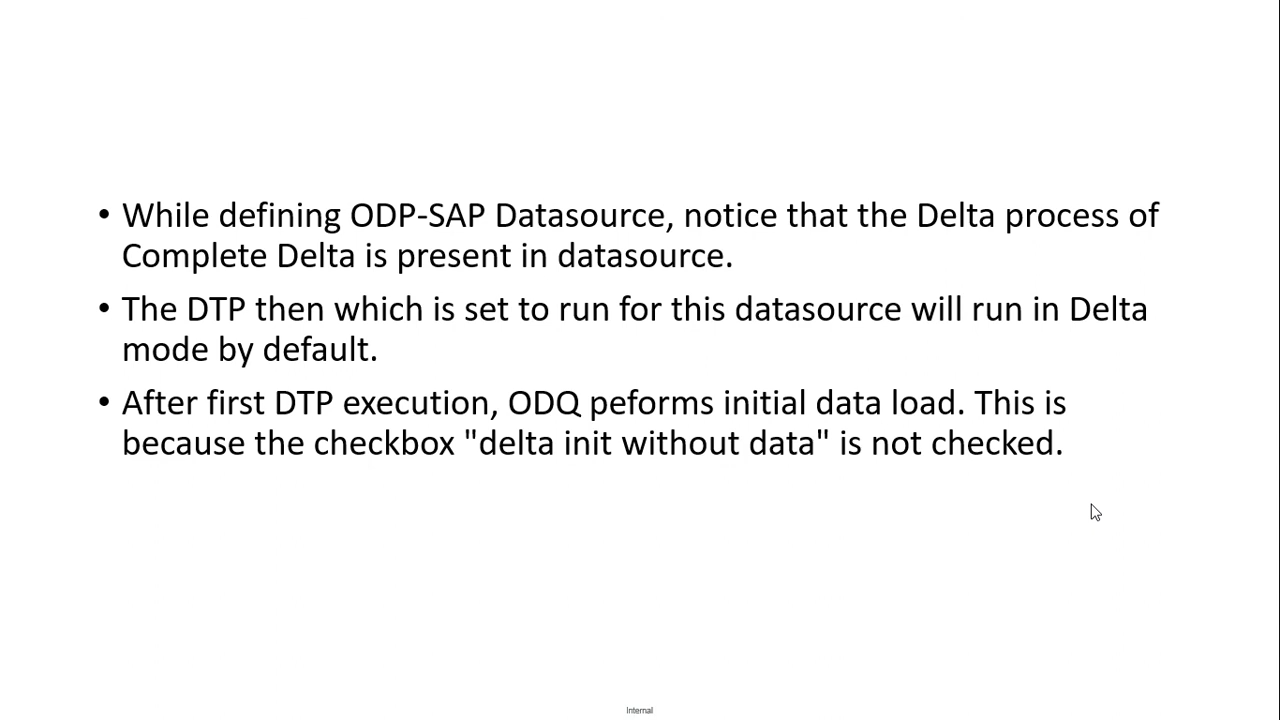 • While defining ODP-SAP Datasource, notice that the Delta process of
Complete Delta is present in datasource.
• The DTP then which is set to run for this datasource will run in Delta
mode by default.
• After first DTP execution, ODQ peforms initial data load. This is
because the checkbox "delta init without data" is not checked.
Internal